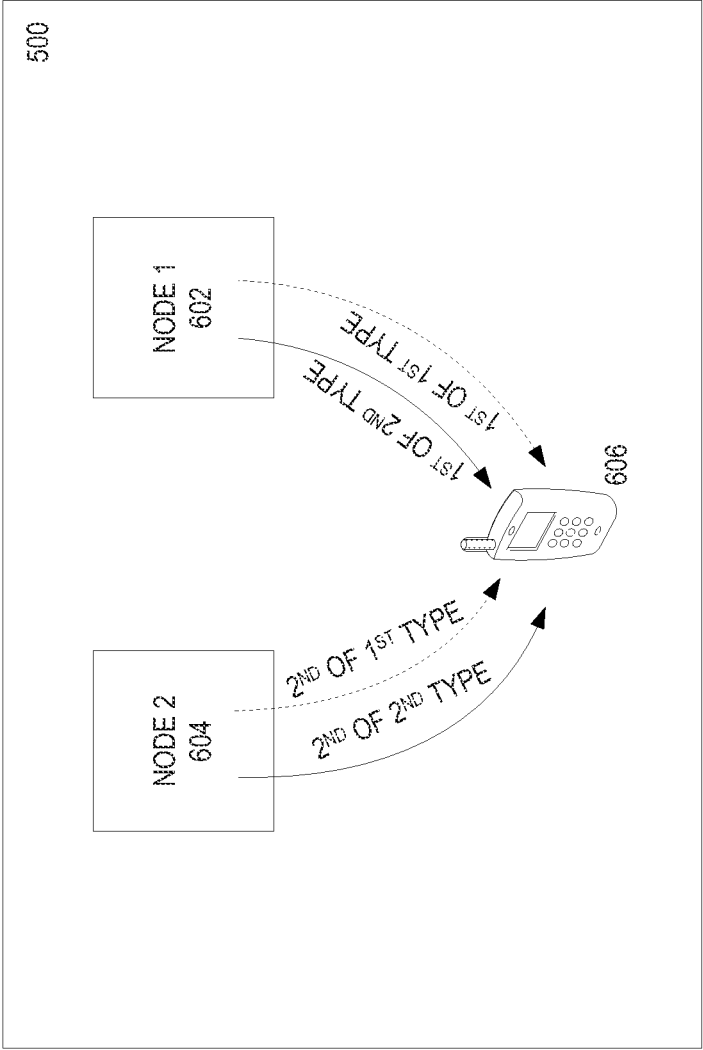 500
NODE 1
602
NODE 2
604
1ST OF 1ST TYPE
1ST OF 2ND TYPE
2ND OF 1ST TYPE
2ND OF 2ND TYPE
606